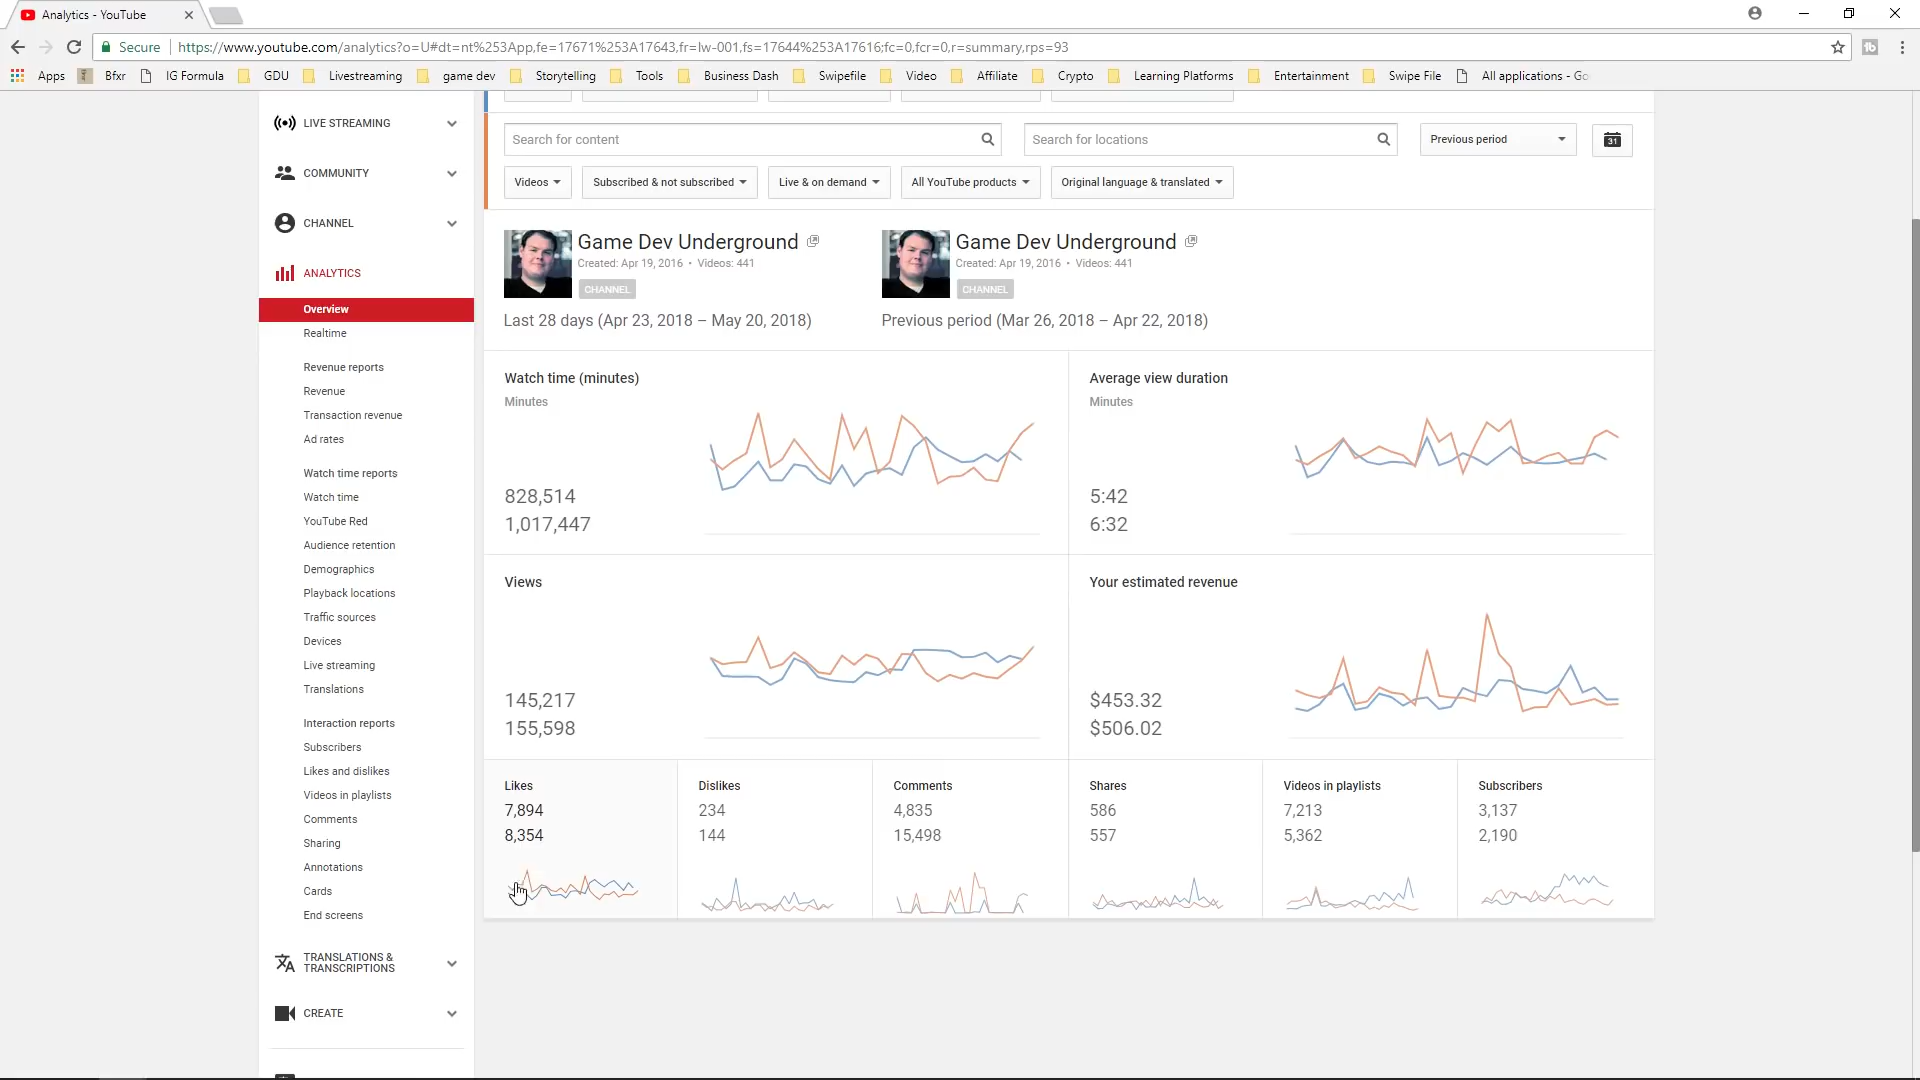 Analytics - YouTube
Secure
https://www.youtube.com/analytics?o=U#dt=nt%253App,fe=17671%253A17643,fr=lw-001,fs=17644%253A17616;fc=0,fcr=0,r=summary,rps=93
Apps Bfxr IG Formula GDU Livestreaming game dev Storytelling Tools Business Dash Swipefile Video Affiliate Crypto Learning Platforms Entertainment Swipe File All applications - Go
LIVE STREAMING
COMMUNITY
CHANNEL
ANALYTICS
Overview
Realtime
Revenue reports
Revenue
Transaction revenue
Ad rates
Watch time reports
Watch time
YouTube Red
Audience retention
Demographics
Playback locations
Traffic sources
Devices
Live streaming
Translations
Interaction reports
Subscribers
Likes and dislikes
Videos in playlists
Comments
Sharing
Annotations
Cards
End screens
TRANSLATIONS &
TRANSCRIPTIONS
CREATE
Search for content
Search for locations
Previous period
31
Videos
Subscribed & not subscribed
Live & on demand
All YouTube products
Original language & translated
Game Dev Underground
Created: Apr 19, 2016 • Videos: 441
CHANNEL
Last 28 days (Apr 23, 2018 – May 20, 2018)
Game Dev Underground
Created: Apr 19, 2016 • Videos: 441
CHANNEL
Previous period (Mar 26, 2018 – Apr 22, 2018)
Watch time (minutes)
Minutes
828,514
1,017,447
Average view duration
Minutes
5:42
6:32
Views
145,217
155,598
Your estimated revenue
$453.32
$506.02
Likes
7,894
8,354
Dislikes
234
144
Comments
4,835
15,498
Shares
586
557
Videos in playlists
7,213
5,362
Subscribers
3,137
2,190